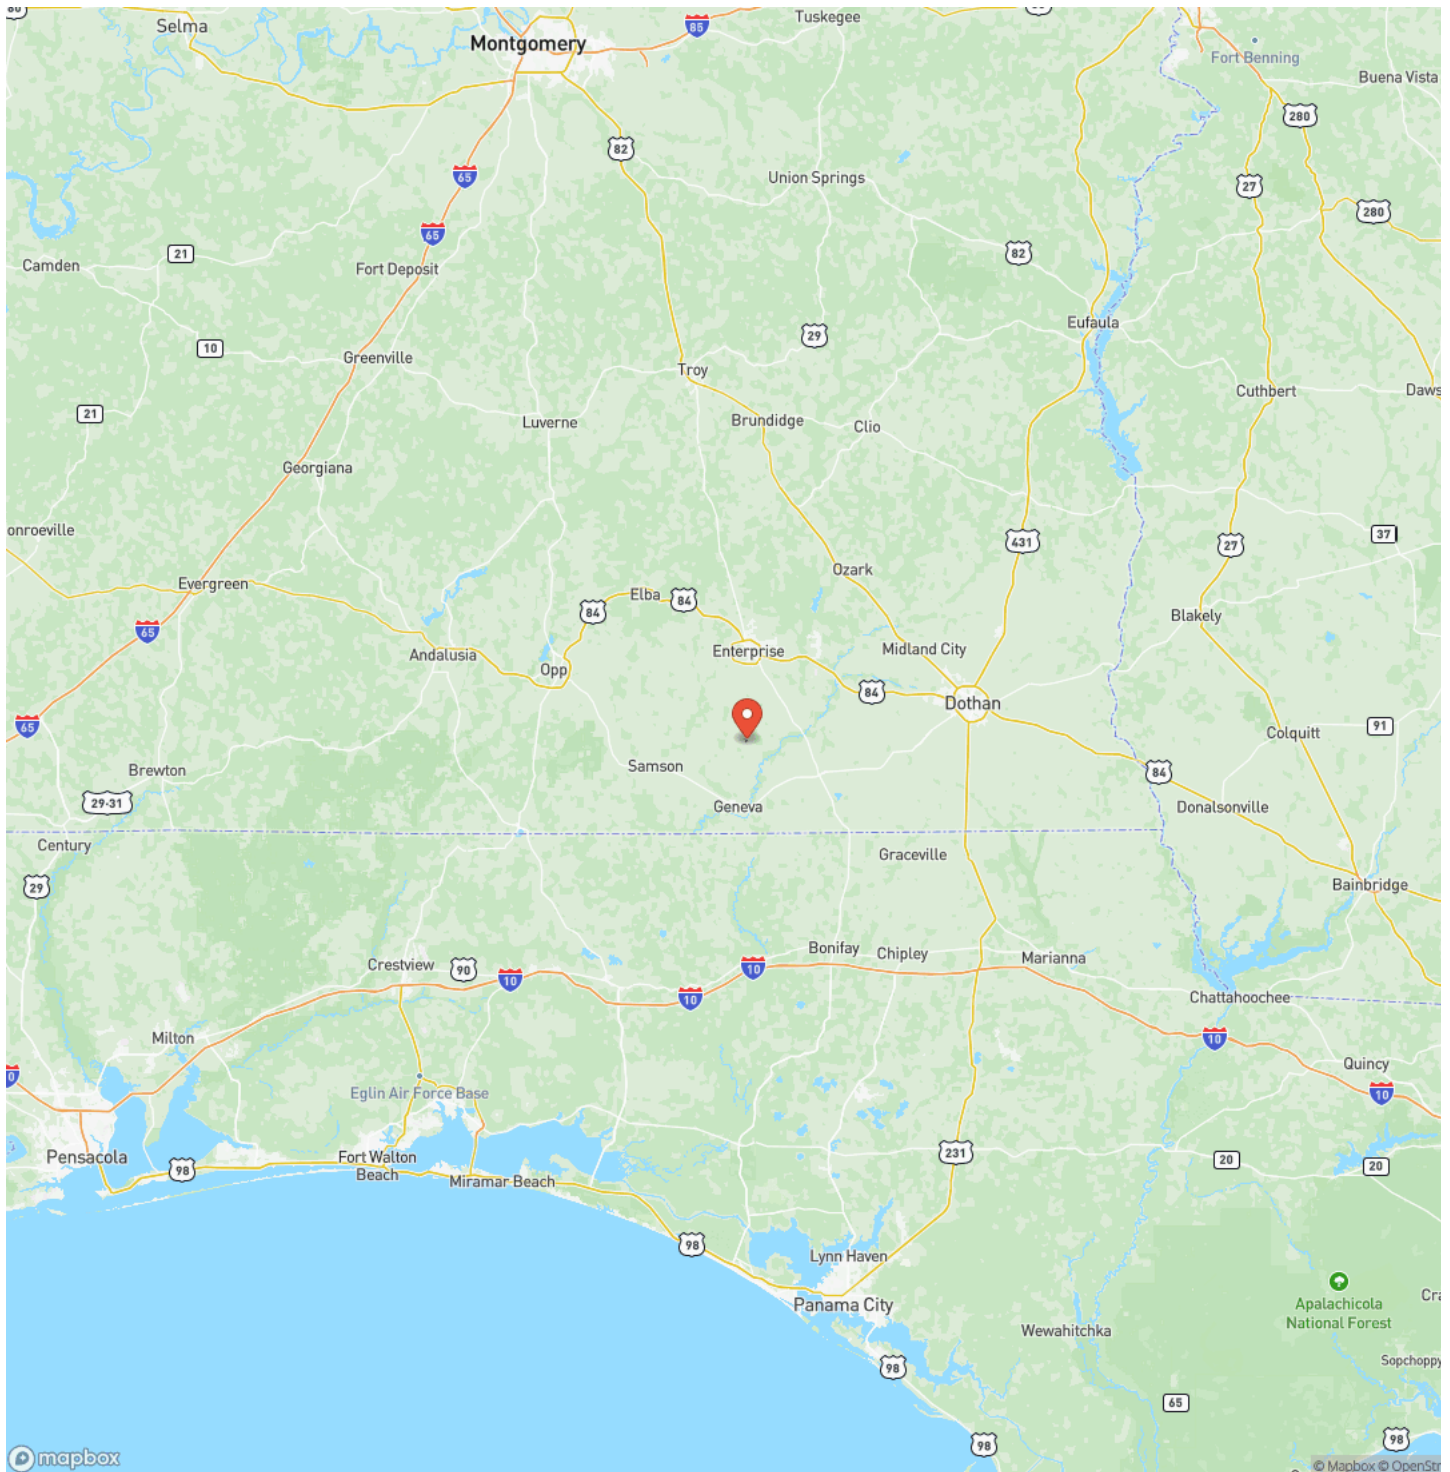 80
Selma
Montgomery
85
Tuskegee
Fort Benning
Buena Vista
280
82
65
Union Springs
27
280
65
21
82
Camden
Fort Deposit
Eufaula
29
10
Greenville
Troy
Cuthbert
Daws
21
Brundidge
Luverne
Clio
Georgiana
onroeville
37
431
27
Ozark
Evergreen
Elba
84
84
Blakely
65
Enterprise
Midland City
Andalusia
Opp
84
Dothan
65
91
Colquitt
Samson
Brewton
84
29-31
Geneva
Donalsonville
Century
Graceville
29
Bainbridge
Bonifay
Chipley
Marianna
Crestview
90
10
10
10
Chattahoochee
Milton
10
Quincy
0
Eglin Air Force Base
10
Pensacola
Fort Walton
Beach
98
Miramar Beach
231
20
20
98
Lynn Haven
Panama City
Apalachicola
National Forest
Cra
Wewahitchka
Sopchoppy
98
65
98
98
mapbox
© Mapbox © OpenStr